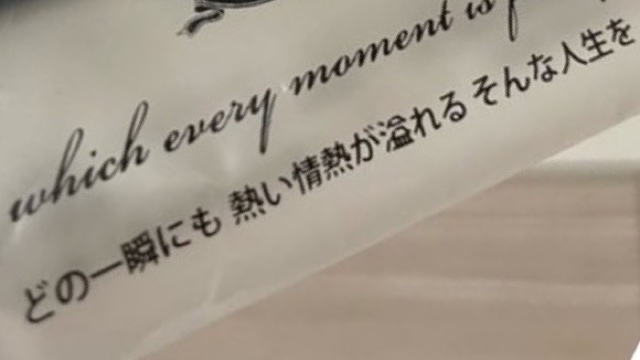 which every moment is
どの一瞬にも 熱い情熱が溢れる そんな人生を